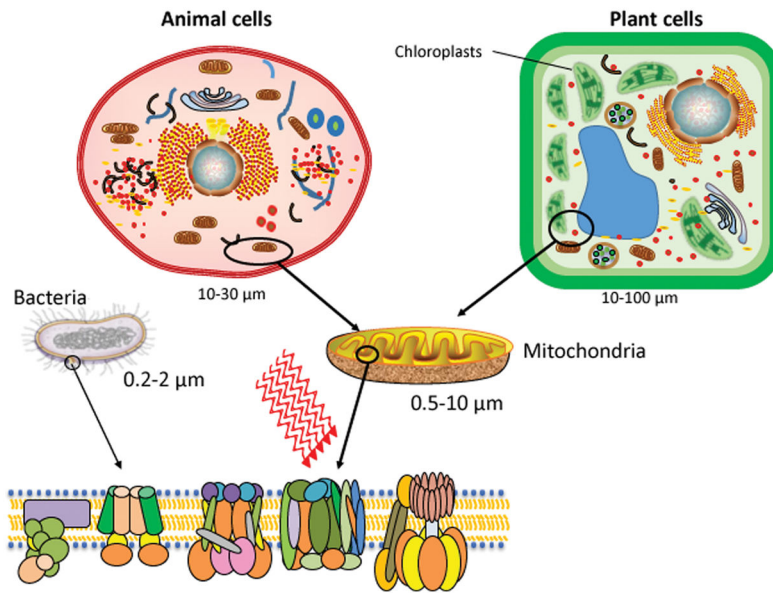 Animal cells
Plant cells
Chloroplasts
10-30 µm
10-100 µm
Bacteria
0.2-2 µm
Mitochondria
0.5-10 µm